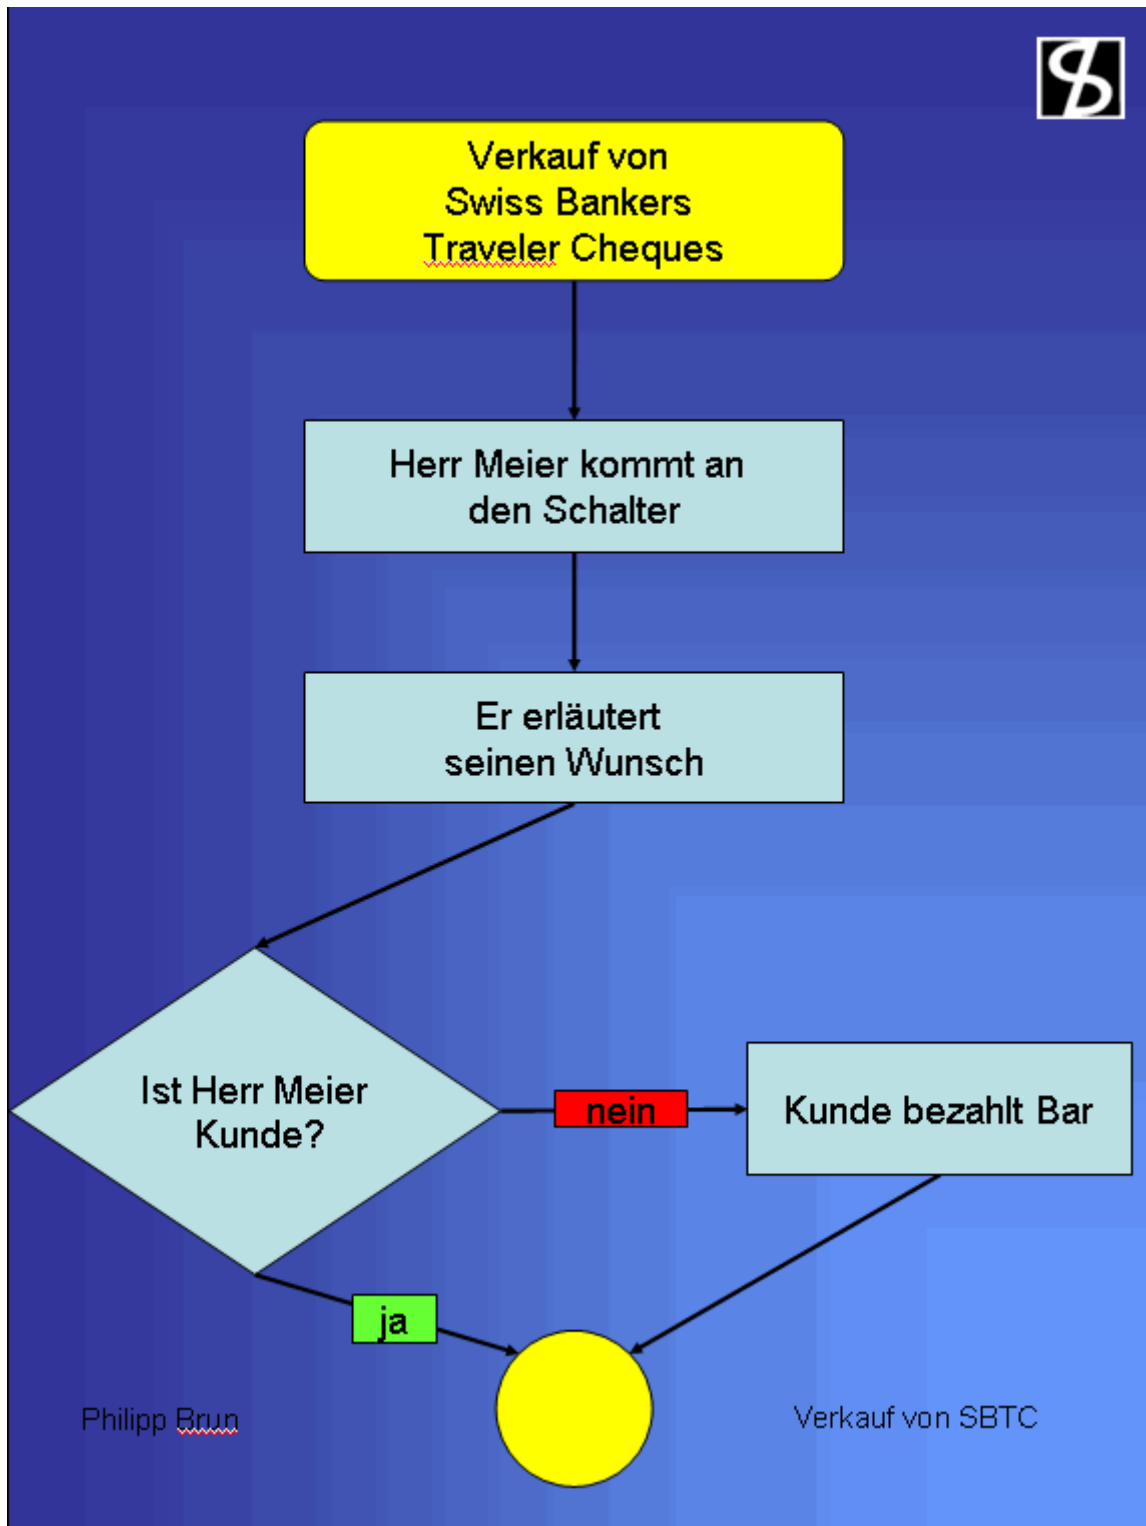 Verkauf von
Swiss Bankers
Traveler Cheques
Herr Meier kommt an
den Schalter
Er erläutert
seinen Wunsch
Ist Herr Meier
Kunde?
nein
Kunde bezahlt Bar
ja
Philipp Brun
Verkauf von SBTC